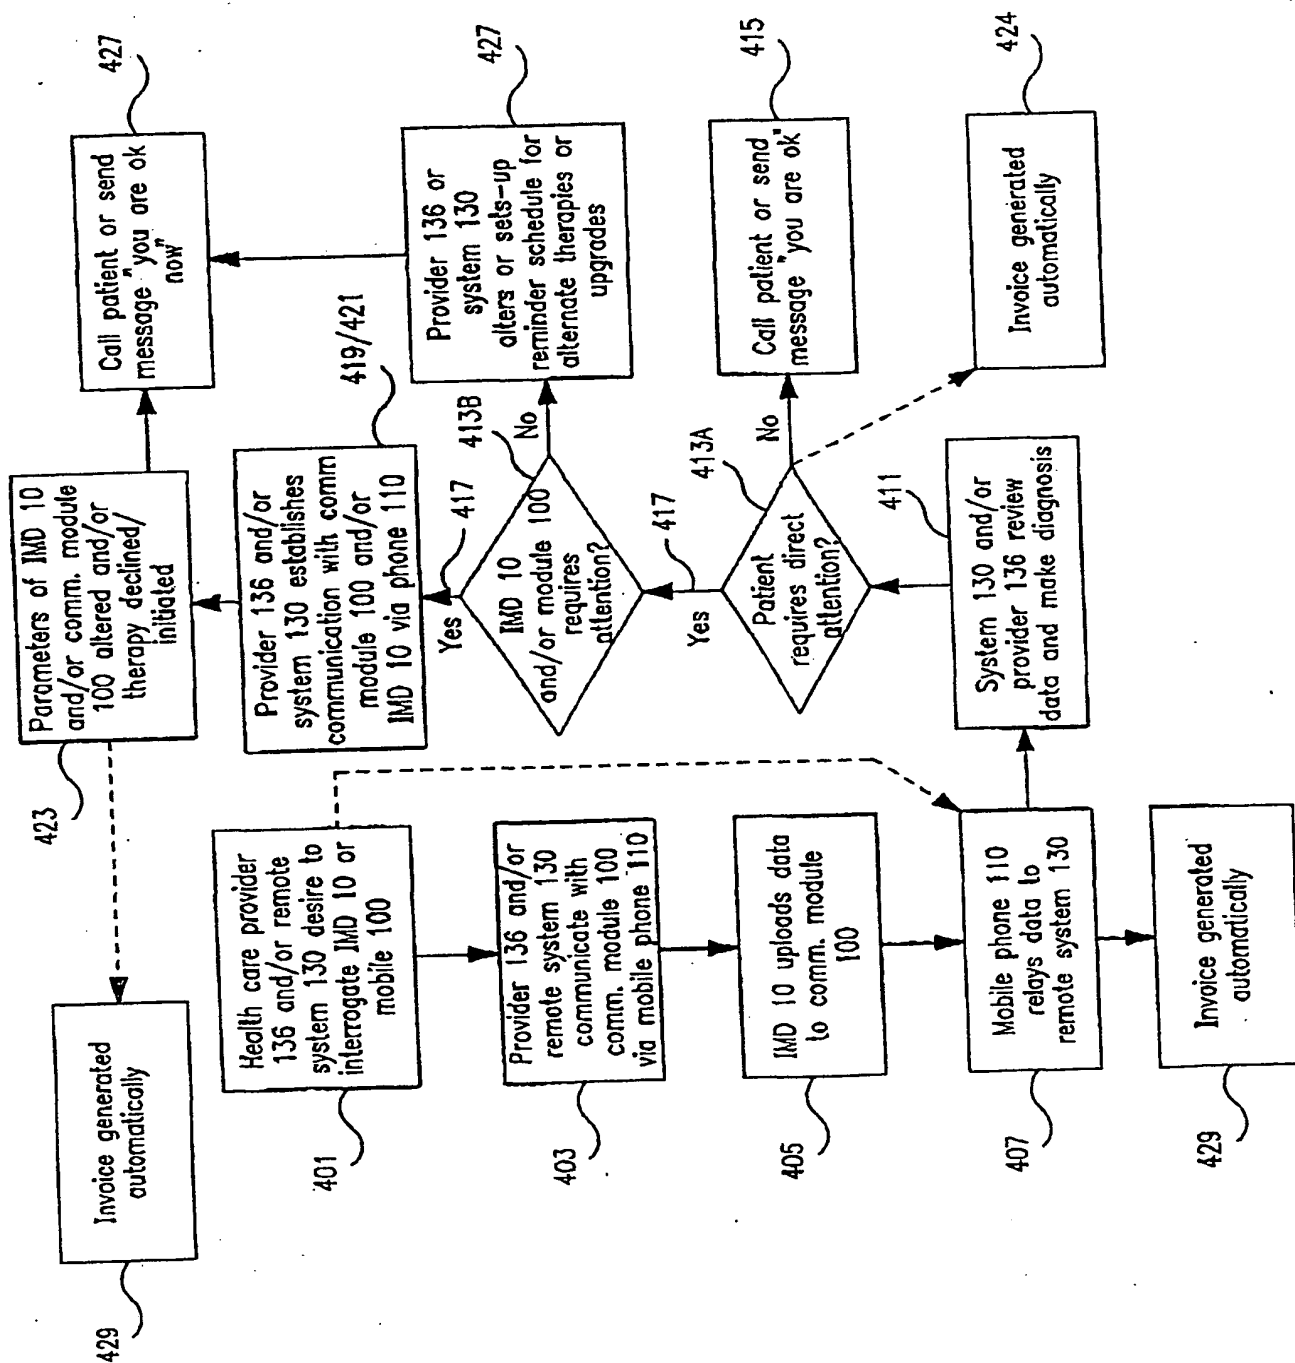 429
Invoice generated
automatically
423
Parameters of IMD 10
and/or comm. module
100 altered and/or
therapy declined/
initiated
Call patient or send
message "you are ok
now"
427
401
Health care provider
136 and/or remote
system 130 desire to
interrogate IMD 10 or
mobile 100
Provider 136 and/or
system 130 establishes
communication with comm
module 100 and/or
IMD 10 via phone 110
419/421
Yes
417
403
Provider 136 and/or
remote system 130
communicate with
comm. module 100
via mobile phone 110
IMD 10
and/or module 100
requires
attention?
413B
No
Provider 136 or
system 130
alters or sets-up
reminder schedule for
alternate therapies or
upgrades
427
Yes
417
405
IMD 10 uploads data
to comm. module
100
Patient
requires direct
attention?
413A
No
Call patient or send
message "you are ok"
415
407
Mobile phone 110
relays data to
remote system 130
System 130 and/or
provider 136 review
data and make diagnosis
411
Invoice generated
automatically
424
429
Invoice generated
automatically